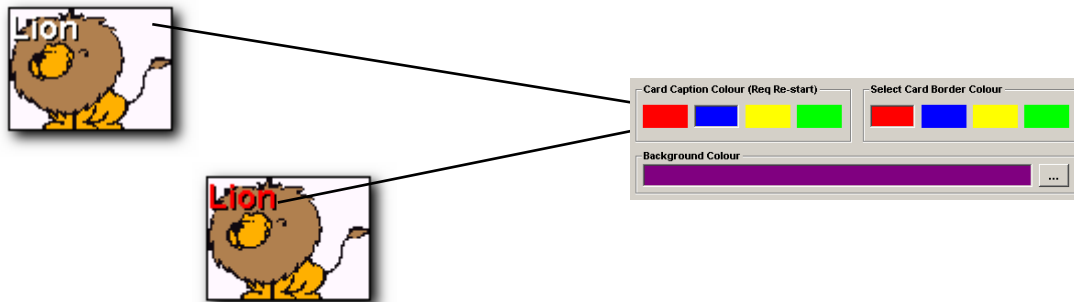 Lion
Card Caption Colour (Req Re-start)
Select Card Border Colour
Background Colour
...
Lion